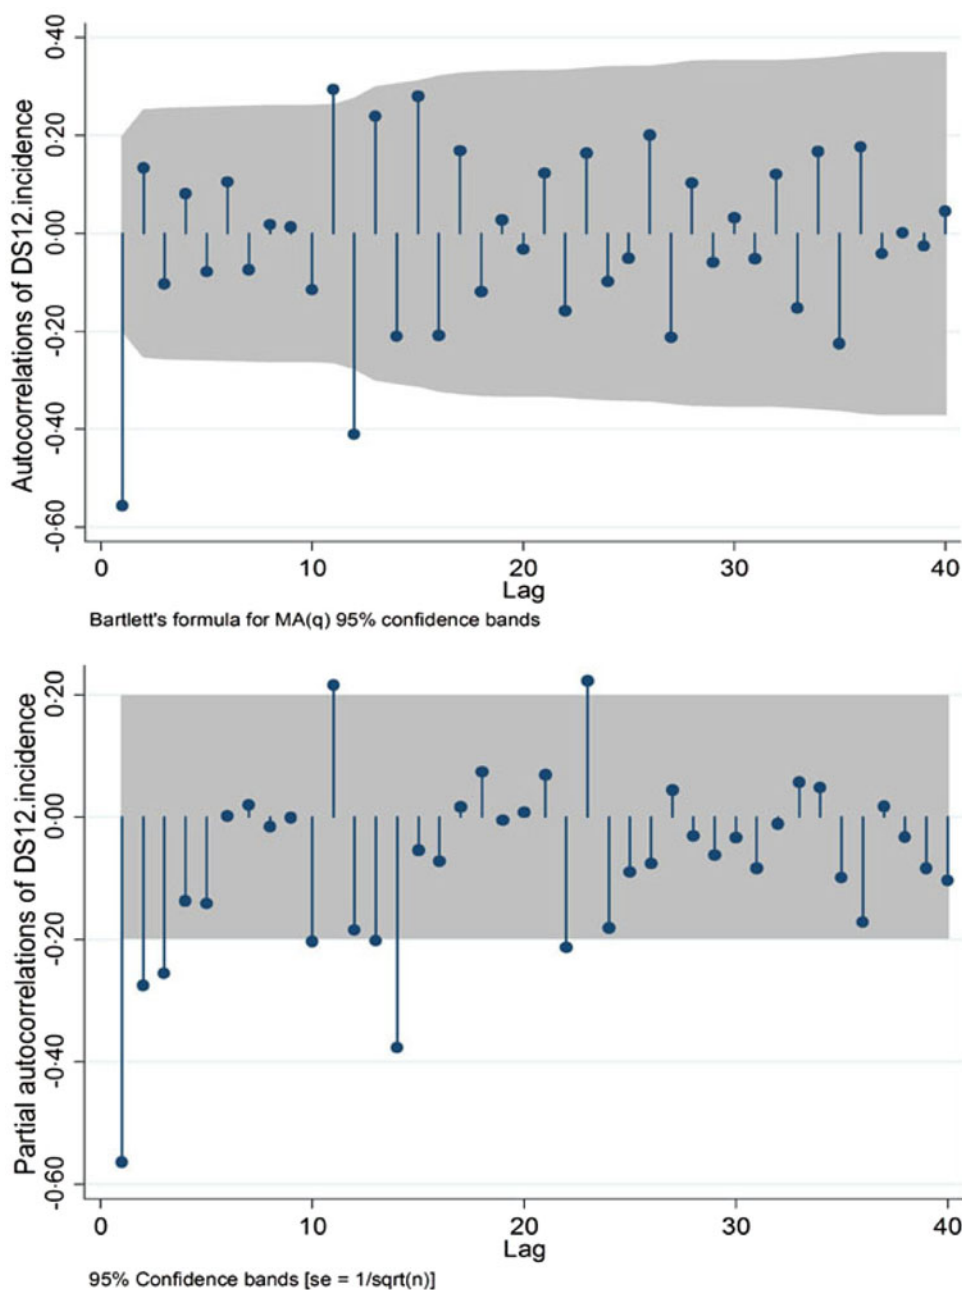 Autocorrelations of DS12.incidence
0·40
0·20
0·00
-0·20
-0·40
-0·60
0 10 20 30 40
Lag
Bartlett's formula for MA(q) 95% confidence bands
Partial autocorrelations of DS12.incidence
0·20
0·00
-0·20
-0·40
-0·60
0 10 20 30 40
Lag
95% Confidence bands [se = 1/sqrt(n)]